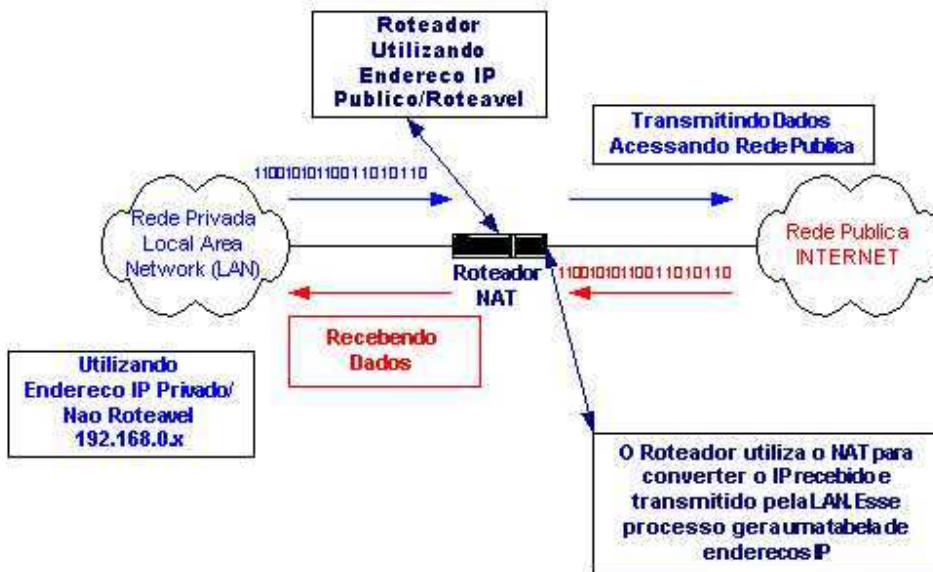 Roteador
Utilizando
Endereco IP
Publico/Roteavel
Transmitindo Dados
Acessando Rede Publica
11001010110011010110
Rede Privada
Local Area
Network (LAN)
Rede Publica
INTERNET
Roteador
NAT
11001010110011010110
Recebendo
Dados
Utilizando
Endereco IP Privado/
Nao Roteavel
192.168.0.x
O Roteador utiliza o NAT para
converter o IP recebido e
transmitido pela LAN. Esse
processo gera uma tabela de
enderecos IP